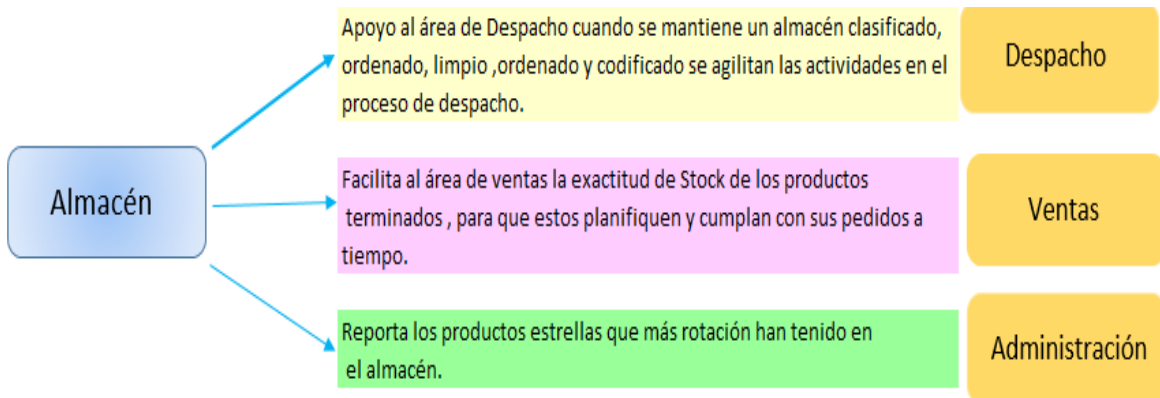 Apoyo al área de Despacho cuando se mantiene un almacén clasificado,
ordenado, limpio ,ordenado y codificado se agilitan las actividades en el
proceso de despacho.
Despacho
Almacén
Facilita al área de ventas la exactitud de Stock de los productos
terminados , para que estos planifiquen y cumplan con sus pedidos a
tiempo.
Ventas
Reporta los productos estrellas que más rotación han tenido en
el almacén.
Administración